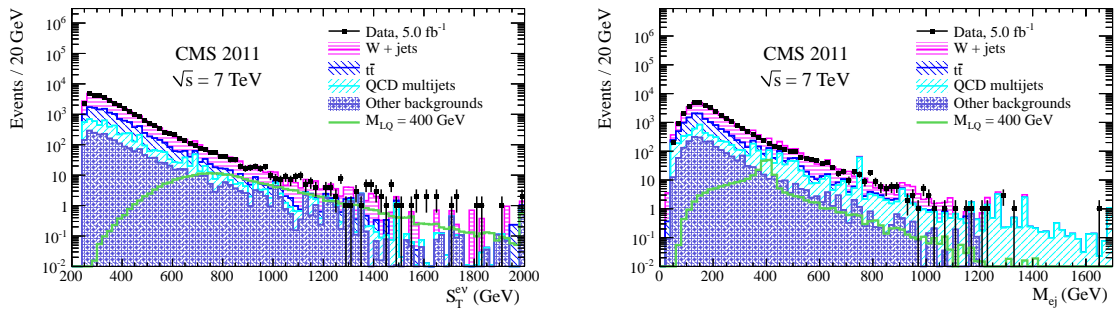 Events / 20 GeV
10⁶
10⁵
10⁴
10³
10²
10
1
10⁻¹
10⁻²
CMS 2011
√s = 7 TeV
Data, 5.0 fb⁻¹
W + jets
tt̄
QCD multijets
Other backgrounds
M_LQ = 400 GeV
200 400 600 800 1000 1200 1400 1600 1800 2000
S_T^eν (GeV)
Events / 20 GeV
10⁶
10⁵
10⁴
10³
10²
10
1
10⁻¹
10⁻²
CMS 2011
√s = 7 TeV
Data, 5.0 fb⁻¹
W + jets
tt̄
QCD multijets
Other backgrounds
M_LQ = 400 GeV
0 200 400 600 800 1000 1200 1400 1600
M_ej (GeV)